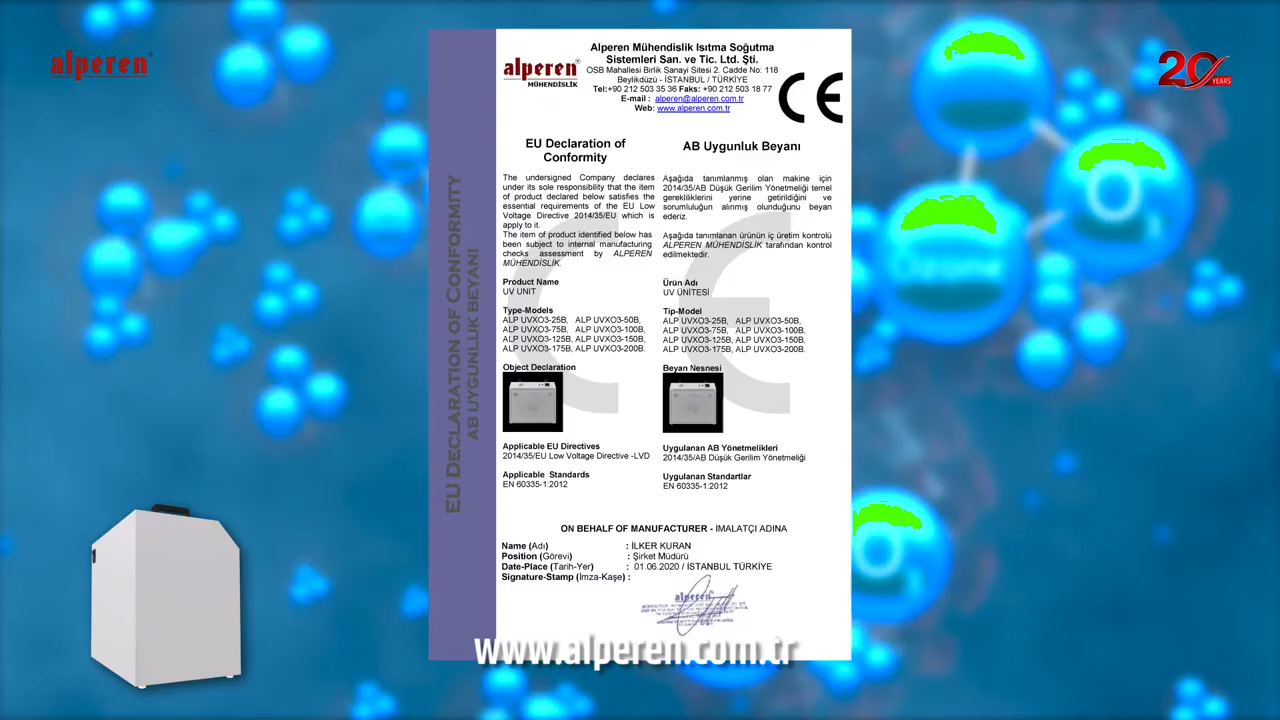 alperen
20 YEARS
alperen
MÜHENDİSLİK
Alperen Mühendislik Isıtma Soğutma
Sistemleri San. ve Tic. Ltd. Şti.
OSB Mahallesi Birlik Sanayi Sitesi 2. Cadde No: 118
Beylikdüzü - İSTANBUL / TÜRKİYE
Tel:+90 212 503 35 36 Faks: +90 212 503 18 77
E-mail : alperen@alperen.com.tr
Web: www.alperen.com.tr
CE
EU DECLARATION OF CONFORMITY
AB UYGUNLUK BEYANI
EU Declaration of
Conformity
The undersigned Company declares
under its sole responsibility that the item
of product declared below satisfies the
essential requirements of the EU Low
Voltage Directive 2014/35/EU which is
apply to it.
The item of product identified below has
been subject to internal manufacturing
checks assessment by ALPEREN
MÜHENDİSLİK.
Product Name
UV UNIT
Type-Models
ALP UVXO3-25B, ALP UVXO3-50B,
ALP UVXO3-75B, ALP UVXO3-100B,
ALP UVXO3-125B, ALP UVXO3-150B,
ALP UVXO3-175B, ALP UVXO3-200B.
Object Declaration
Applicable EU Directives
2014/35/EU Low Voltage Directive -LVD
Applicable Standards
EN 60335-1:2012
AB Uygunluk Beyanı
Aşağıda tanımlanmış olan makine için
2014/35/AB Düşük Gerilim Yönetmeliği temel
gerekliliklerini yerine getirildiğini ve
sorumluluğun alınmış olunduğunu beyan
ederiz.
Aşağıda tanımlanan ürünün iç üretim kontrolü
ALPEREN MÜHENDİSLİK tarafından kontrol
edilmektedir.
Ürün Adı
UV ÜNİTESİ
Tip-Model
ALP UVXO3-25B, ALP UVXO3-50B,
ALP UVXO3-75B, ALP UVXO3-100B,
ALP UVXO3-125B, ALP UVXO3-150B,
ALP UVXO3-175B, ALP UVXO3-200B.
Beyan Nesnesi
Uygulanan AB Yönetmelikleri
2014/35/AB Düşük Gerilim Yönetmeliği
Uygulanan Standartlar
EN 60335-1:2012
ON BEHALF OF MANUFACTURER - İMALATÇI ADINA
Name (Adı) : İLKER KURAN
Position (Görevi) : Şirket Müdürü
Date-Place (Tarih-Yer) : 01.06.2020 / İSTANBUL TÜRKİYE
Signature-Stamp (İmza-Kaşe) :
alperen
www.alperen.com.tr
O
O